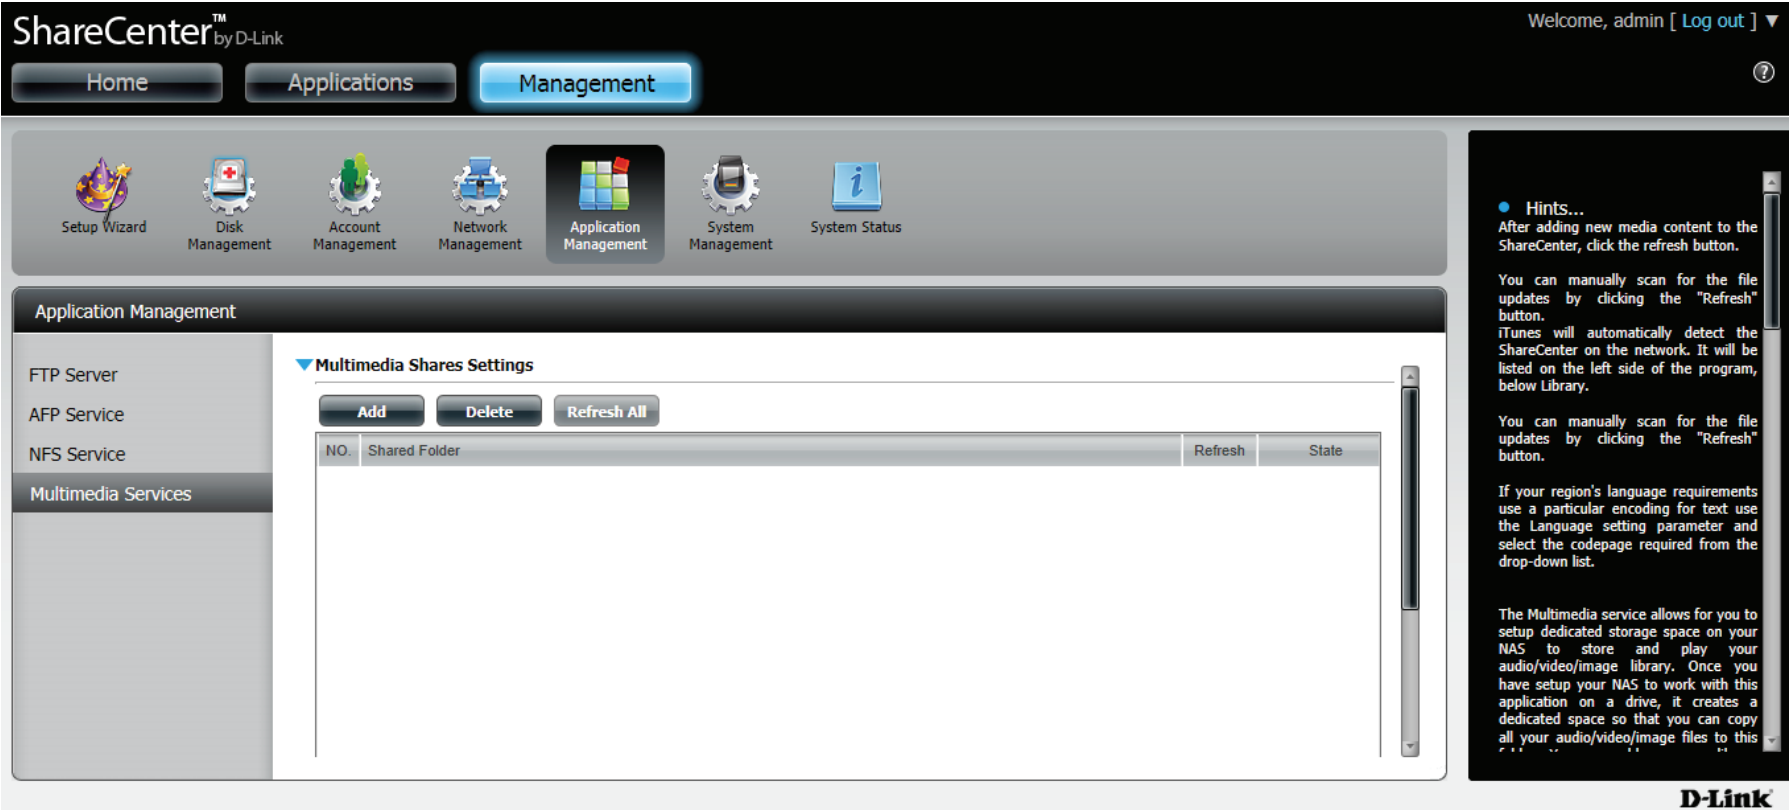 ShareCenter™ by D-Link
Welcome, admin [ Log out ] ▼
Home
Applications
Management
?
Setup Wizard
Disk
Management
Account
Management
Network
Management
Application
Management
System
Management
System Status
Application Management
FTP Server
AFP Service
NFS Service
Multimedia Services
Multimedia Shares Settings
Add
Delete
Refresh All
NO.
Shared Folder
Refresh
State
Hints...
After adding new media content to the
ShareCenter, click the refresh button.
You can manually scan for the file
updates by clicking the "Refresh"
button.
iTunes will automatically detect the
ShareCenter on the network. It will be
listed on the left side of the program,
below Library.
You can manually scan for the file
updates by clicking the "Refresh"
button.
If your region's language requirements
use a particular encoding for text use
the Language setting parameter and
select the codepage required from the
drop-down list.
The Multimedia service allows for you to
setup dedicated storage space on your
NAS to store and play your
audio/video/image library. Once you
have setup your NAS to work with this
application on a drive, it creates a
dedicated space so that you can copy
all your audio/video/image files to this
D-Link